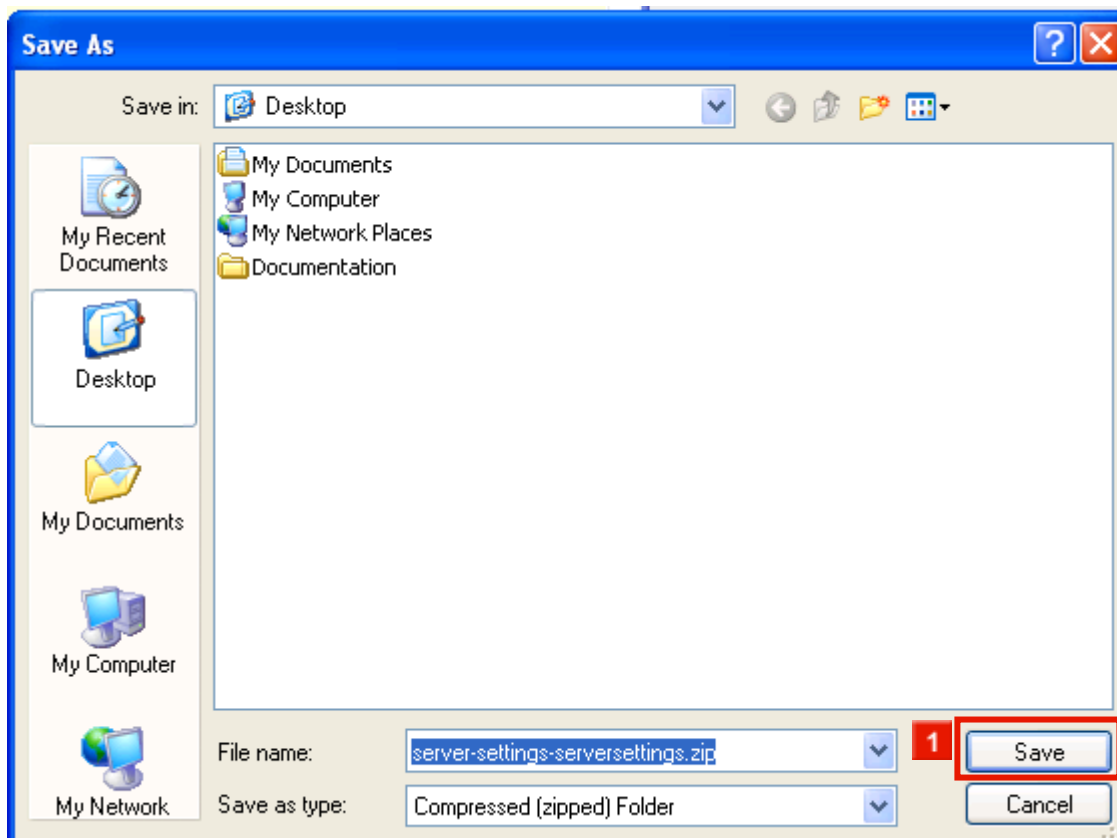 Save As
Save in:
Desktop
My Documents
My Computer
My Network Places
Documentation
My Recent
Documents
Desktop
My Documents
My Computer
My Network
File name:
server-settings-serversettings.zip
1
Save
Save as type:
Compressed (zipped) Folder
Cancel